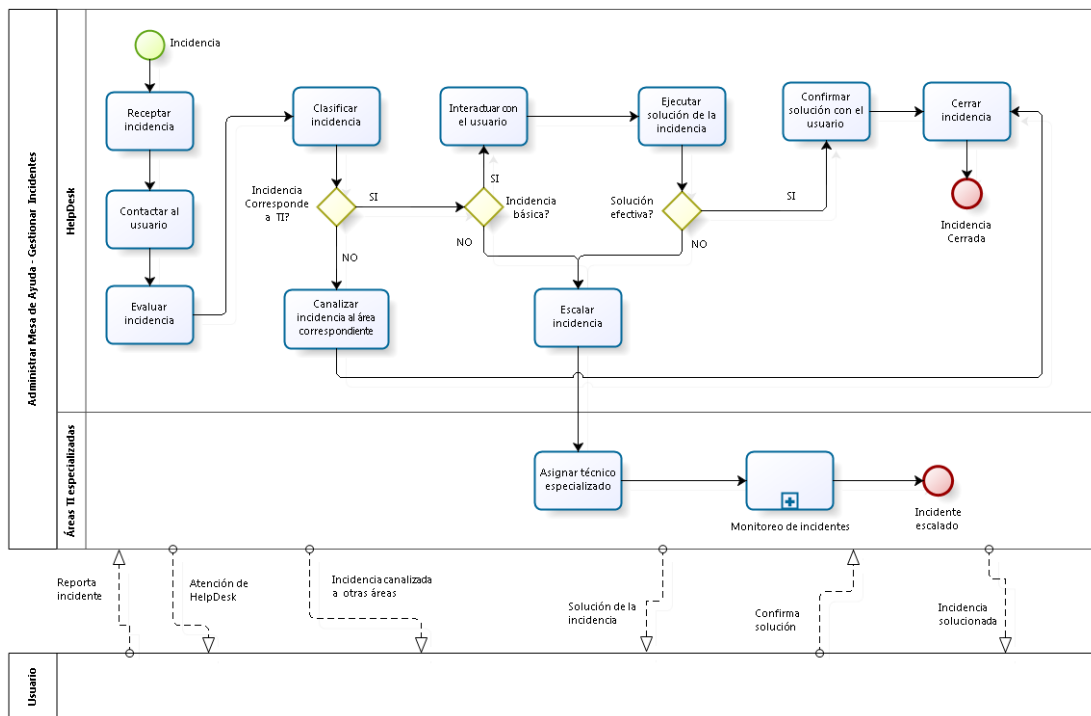 Administrar Mesa de Ayuda - Gestionar Incidentes
HelpDesk
Incidencia
Receptar
incidencia
Contactar al
usuario
Evaluar
incidencia
Clasificar
incidencia
Incidencia
Corresponde
a TI?
SI
NO
Canalizar
incidencia al área
correspondiente
Interactuar con
el usuario
SI
Incidencia
básica?
NO
Ejecutar
solución de la
incidencia
Solución
efectiva?
SI
NO
Escalar
incidencia
Confirmar
solución con el
usuario
Cerrar
incidencia
Incidencia
Cerrada
Áreas TI especializadas
Asignar técnico
especializado
Monitoreo de incidentes
Incidente
escalado
Reporta
incidente
Atención de
HelpDesk
Incidencia canalizada
a otras áreas
Solución de la
incidencia
Confirma
solución
Incidencia
solucionada
Usuario